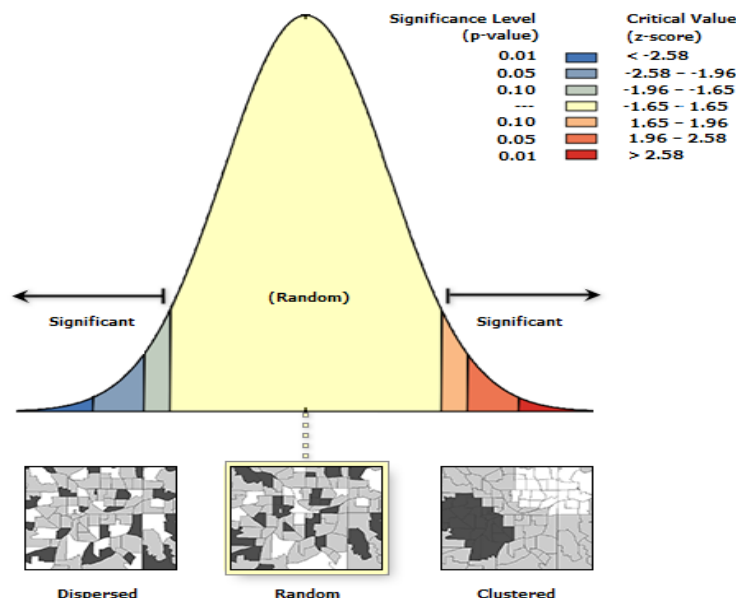 Significance Level Critical Value
(p-value) (z-score)
0.01 < -2.58
0.05 -2.58 – -1.96
0.10 -1.96 – -1.65
--- -1.65 – 1.65
0.10 1.65 – 1.96
0.05 1.96 – 2.58
0.01 > 2.58
(Random)
Significant Significant
Dispersed Random Clustered